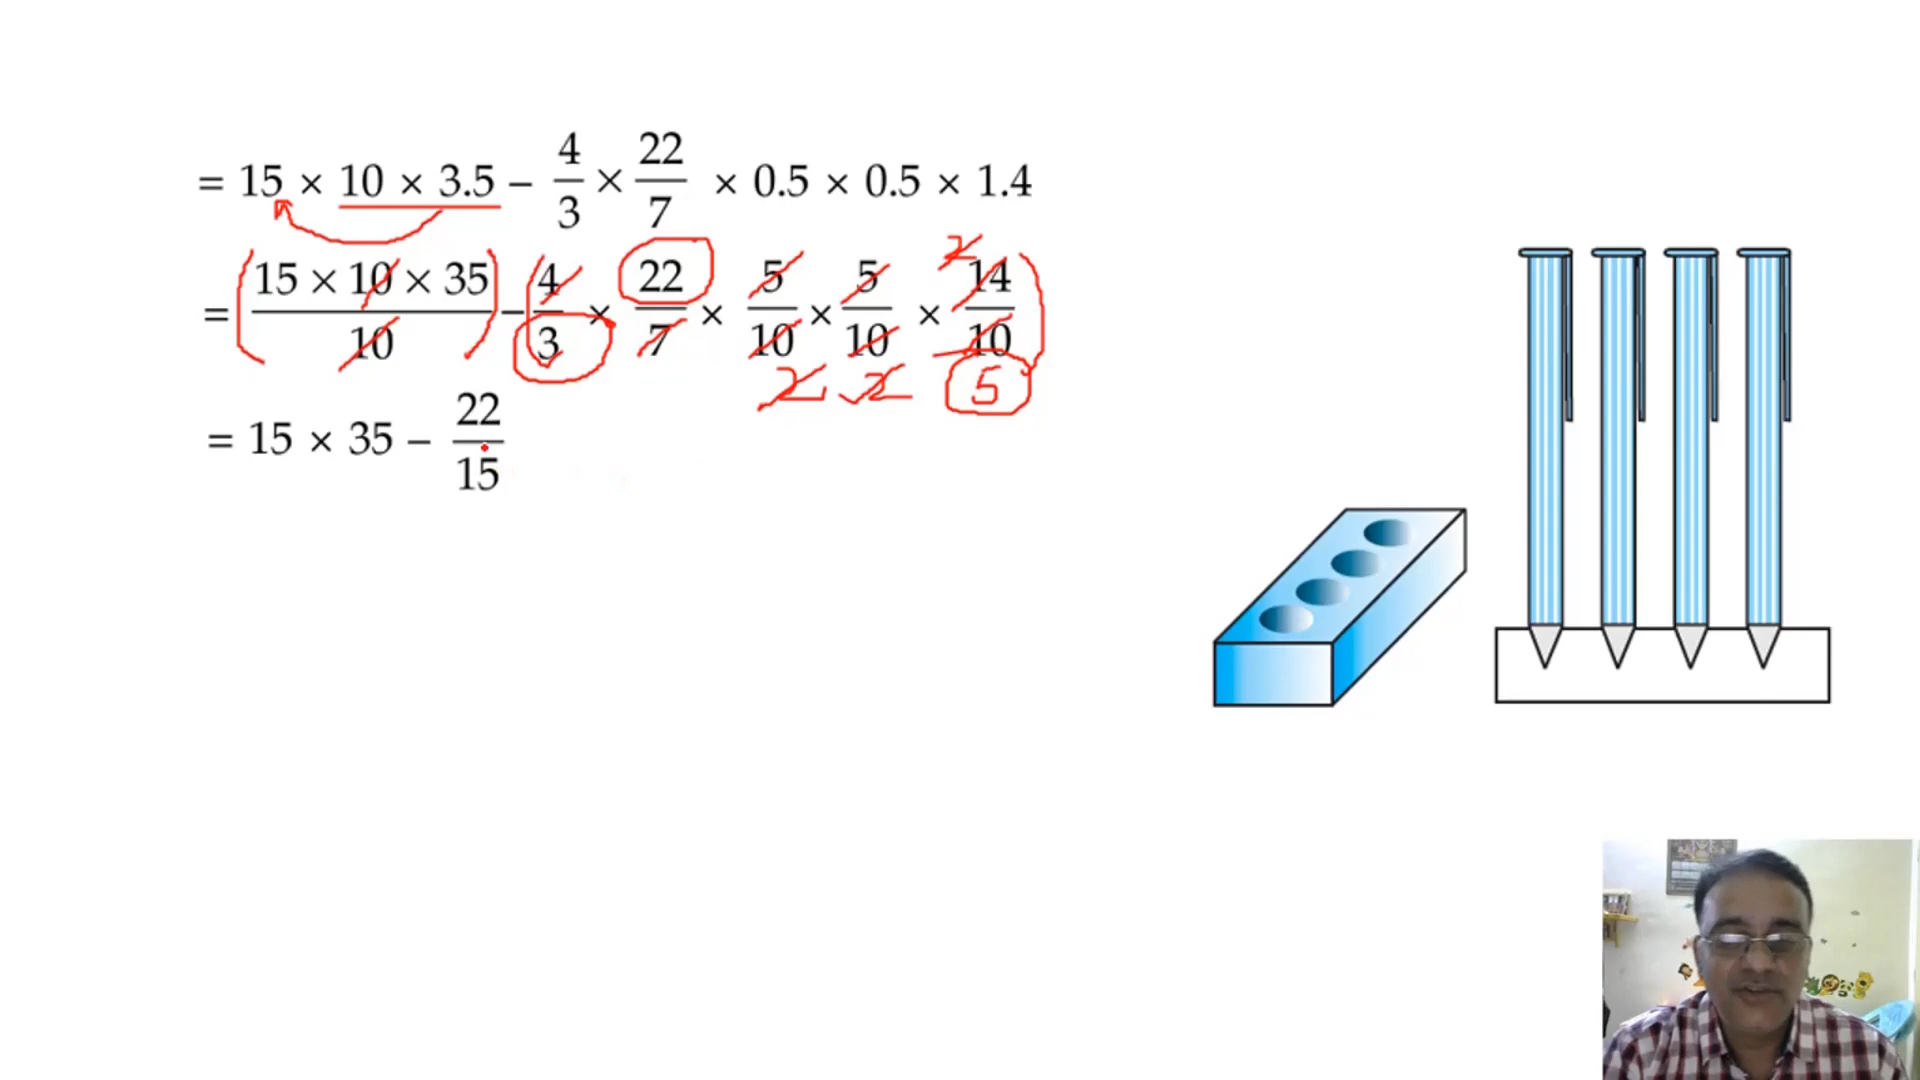 = 15 × 10 × 3.5 – 4/3 × 22/7 × 0.5 × 0.5 × 1.4
2
= (15 × 10 × 35)/10 – (4/3 × 22/7 × 5/10 × 5/10 × 14/10)
2 2 5
= 15 × 35 – 22/15